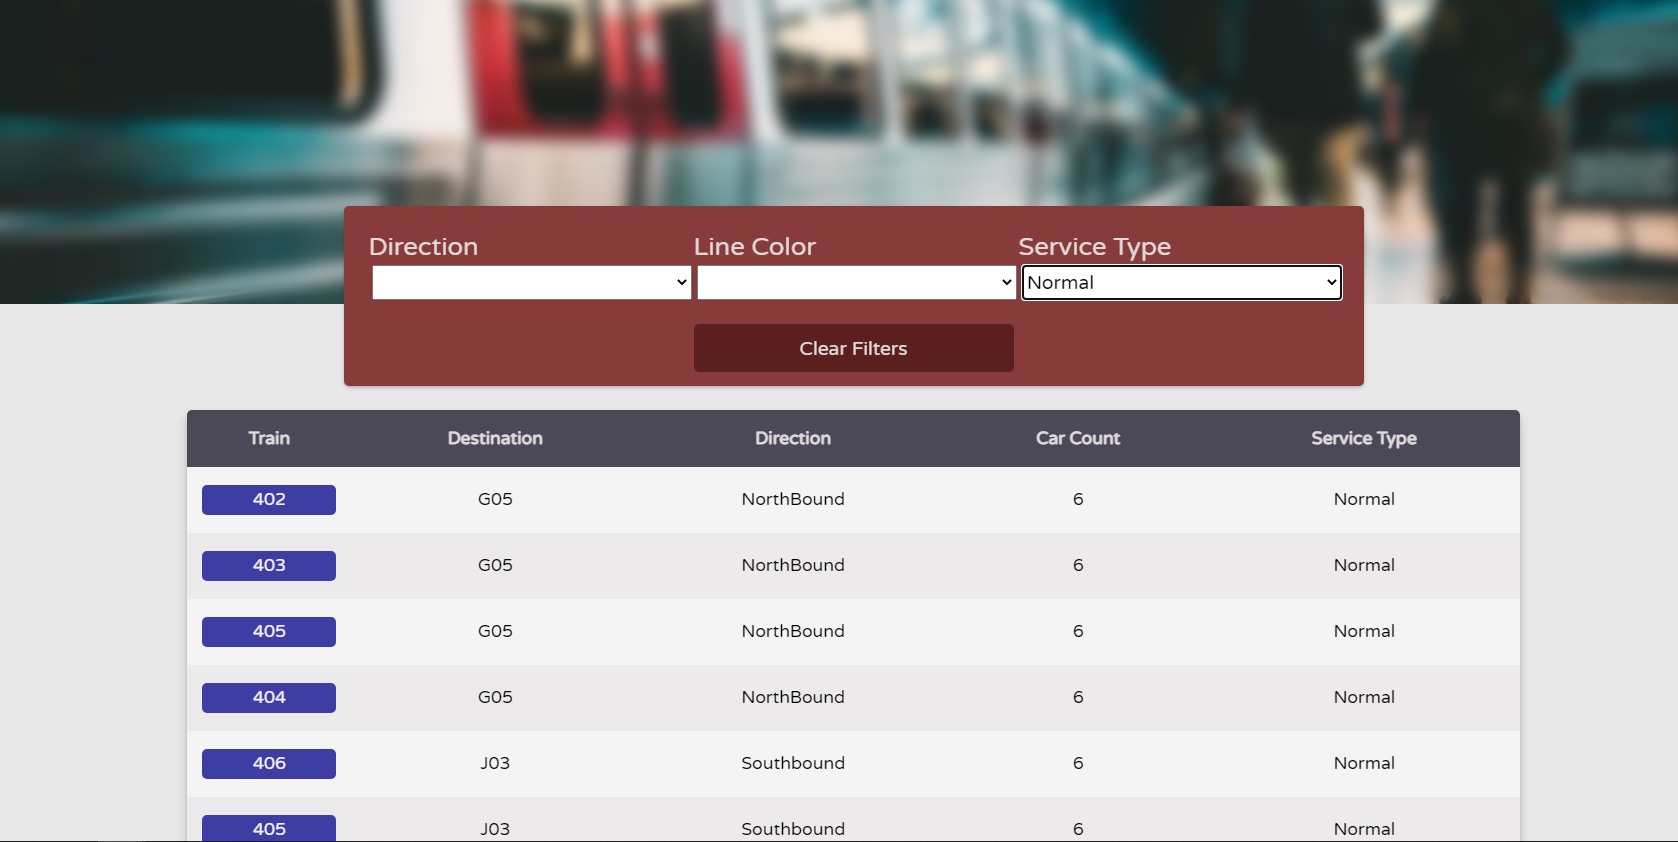 Direction Line Color Service Type
Normal
Clear Filters
Train Destination Direction Car Count Service Type
402 G05 NorthBound 6 Normal
403 G05 NorthBound 6 Normal
405 G05 NorthBound 6 Normal
404 G05 NorthBound 6 Normal
406 J03 Southbound 6 Normal
405 J03 Southbound 6 Normal